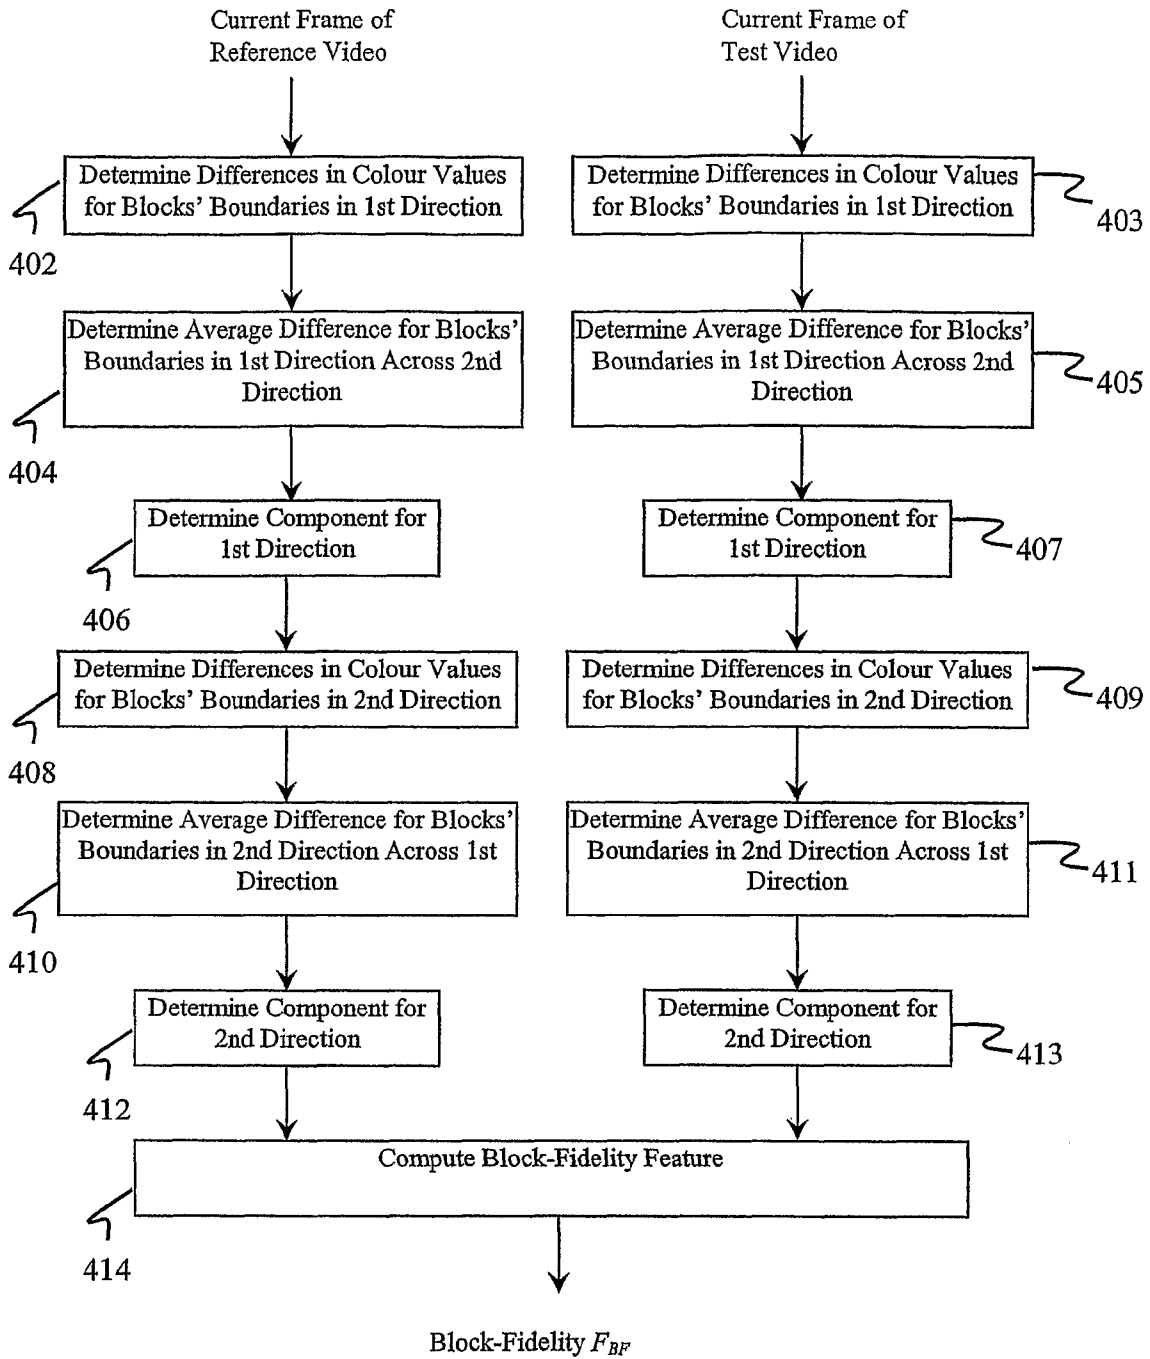 Current Frame of
Reference Video
Current Frame of
Test Video
Determine Differences in Colour Values
for Blocks' Boundaries in 1st Direction
402
Determine Differences in Colour Values
for Blocks' Boundaries in 1st Direction
403
Determine Average Difference for Blocks'
Boundaries in 1st Direction Across 2nd
Direction
404
Determine Average Difference for Blocks'
Boundaries in 1st Direction Across 2nd
Direction
405
Determine Component for
1st Direction
406
Determine Component for
1st Direction
407
Determine Differences in Colour Values
for Blocks' Boundaries in 2nd Direction
408
Determine Differences in Colour Values
for Blocks' Boundaries in 2nd Direction
409
Determine Average Difference for Blocks'
Boundaries in 2nd Direction Across 1st
Direction
410
Determine Average Difference for Blocks'
Boundaries in 2nd Direction Across 1st
Direction
411
Determine Component for
2nd Direction
412
Determine Component for
2nd Direction
413
Compute Block-Fidelity Feature
414
Block-Fidelity F_BF